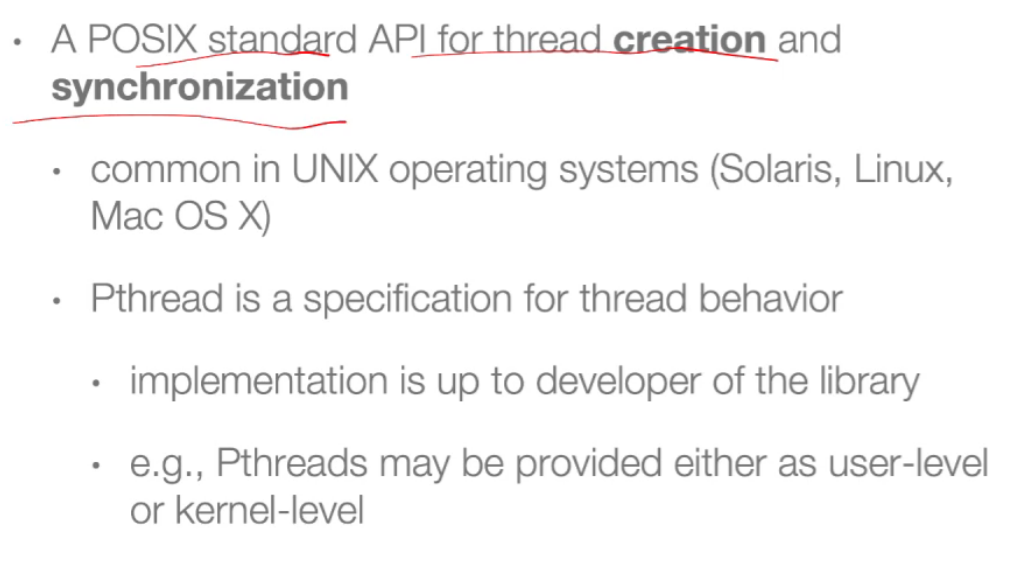 • A POSIX standard API for thread creation and
synchronization
• common in UNIX operating systems (Solaris, Linux,
Mac OS X)
• Pthread is a specification for thread behavior
• implementation is up to developer of the library
• e.g., Pthreads may be provided either as user-level
or kernel-level